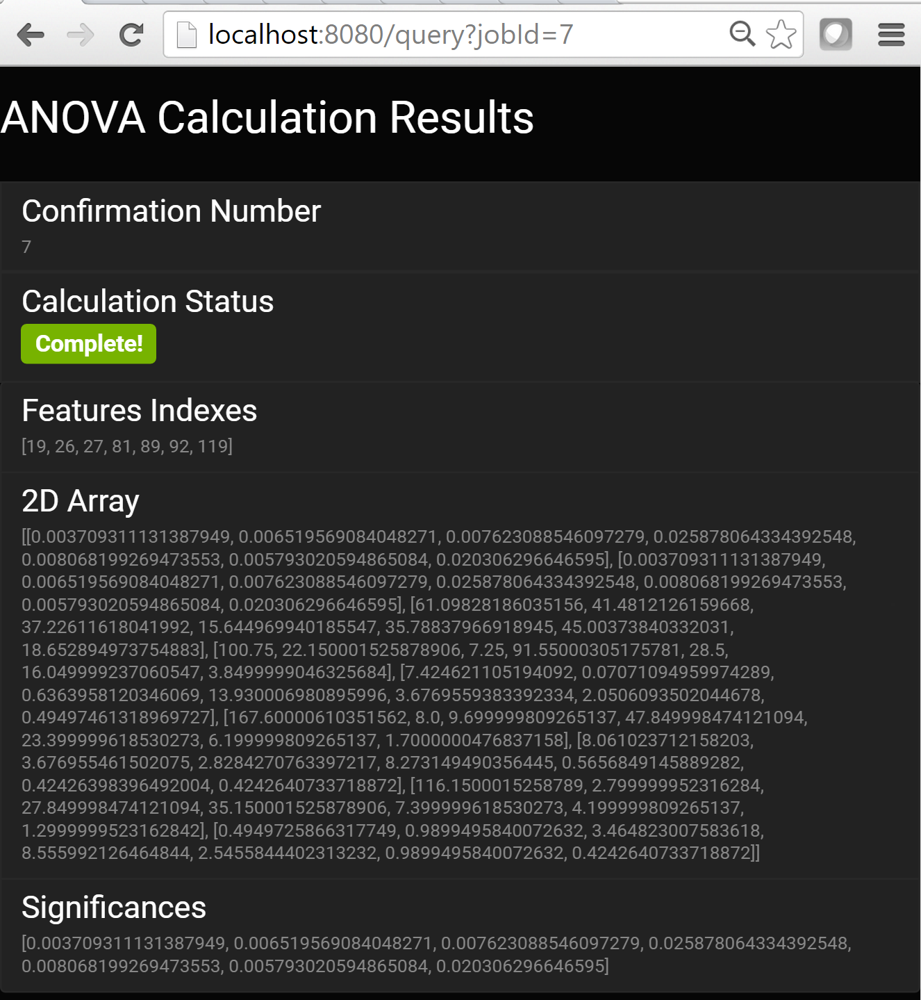 localhost:8080/query?jobId=7
ANOVA Calculation Results
Confirmation Number
7
Calculation Status
Complete!
Features Indexes
[19, 26, 27, 81, 89, 92, 119]
2D Array
[[0.003709311131387949, 0.006519569084048271, 0.007623088546097279, 0.025878064334392548,
0.008068199269473553, 0.005793020594865084, 0.020306296646595], [0.003709311131387949,
0.006519569084048271, 0.007623088546097279, 0.025878064334392548, 0.008068199269473553,
0.005793020594865084, 0.020306296646595], [61.09828186035156, 41.4812126159668,
37.22611618041992, 15.644969940185547, 35.78837966918945, 45.00373840332031,
18.652894973754883], [100.75, 22.150001525878906, 7.25, 91.55000305175781, 28.5,
16.049999237060547, 3.8499999046325684], [7.424621105194092, 0.07071094959974289,
0.6363958120346069, 13.930006980895996, 3.6769559383392334, 2.0506093502044678,
0.49497461318969727], [167.60000610351562, 8.0, 9.699999809265137, 47.849998474121094,
23.399999618530273, 6.199999809265137, 1.7000000476837158], [8.061023712158203,
3.676955461502075, 2.8284270763397217, 8.273149490356445, 0.5656849145889282,
0.42426398396492004, 0.4242640733718872], [116.1500015258789, 2.799999952316284,
27.849998474121094, 35.150001525878906, 7.399999618530273, 4.199999809265137,
1.2999999523162842], [0.4949725866317749, 0.9899495840072632, 3.464823007583618,
8.555992126464844, 2.5455844402313232, 0.9899495840072632, 0.4242640733718872]]
Significances
[0.003709311131387949, 0.006519569084048271, 0.007623088546097279, 0.025878064334392548,
0.008068199269473553, 0.005793020594865084, 0.020306296646595]